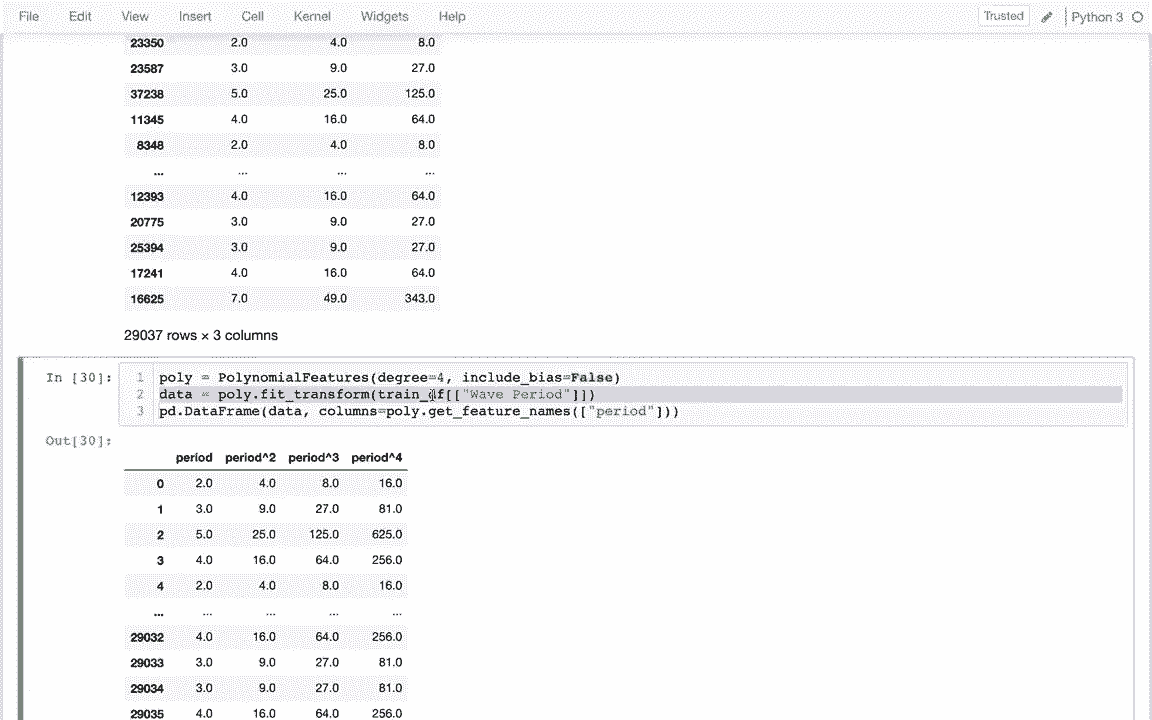 File Edit View Insert Cell Kernel Widgets Help Trusted Python 3
23350 2.0 4.0 8.0
23587 3.0 9.0 27.0
37238 5.0 25.0 125.0
11345 4.0 16.0 64.0
8348 2.0 4.0 8.0
... ... ... ...
12393 4.0 16.0 64.0
20775 3.0 9.0 27.0
25394 3.0 9.0 27.0
17241 4.0 16.0 64.0
16625 7.0 49.0 343.0
29037 rows × 3 columns
In [30]: 1 poly = PolynomialFeatures(degree=4, include_bias=False)
2 data = poly.fit_transform(train_df[["Wave Period"]])
3 pd.DataFrame(data, columns=poly.get_feature_names(["period"]))
Out[30]:
period period^2 period^3 period^4
0 2.0 4.0 8.0 16.0
1 3.0 9.0 27.0 81.0
2 5.0 25.0 125.0 625.0
3 4.0 16.0 64.0 256.0
4 2.0 4.0 8.0 16.0
... ... ... ... ...
29032 4.0 16.0 64.0 256.0
29033 3.0 9.0 27.0 81.0
29034 3.0 9.0 27.0 81.0
29035 4.0 16.0 64.0 256.0